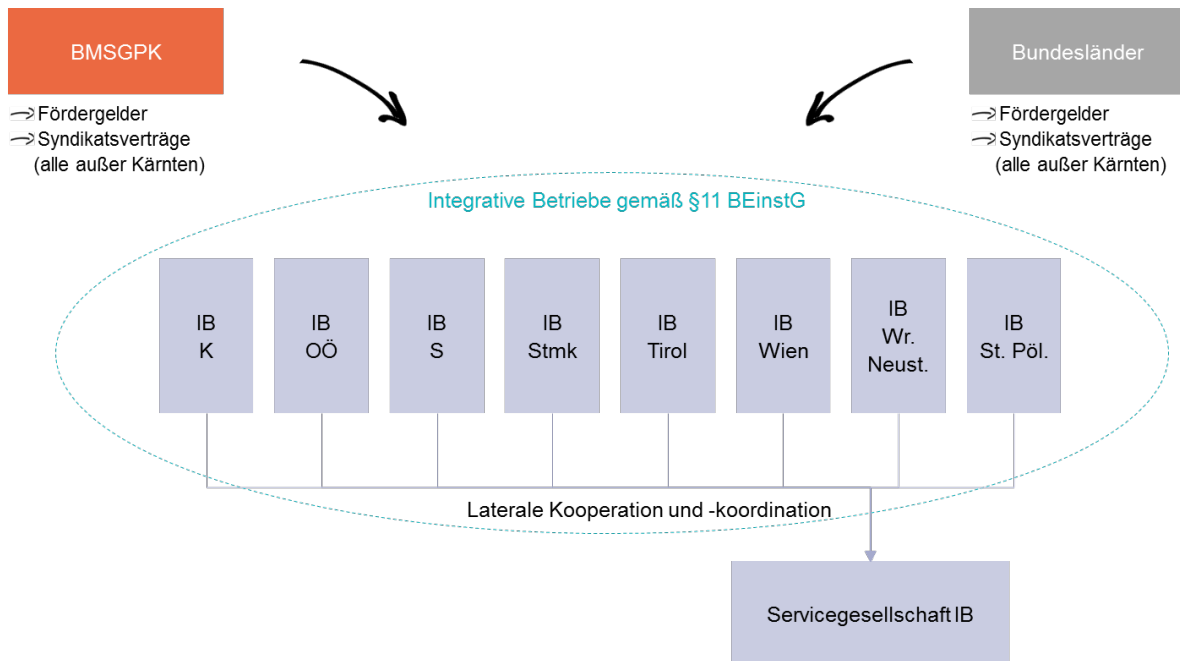 BMSGPK
Fördergelder
Syndikatsverträge
(alle außer Kärnten)
Bundesländer
Fördergelder
Syndikatsverträge
(alle außer Kärnten)
Integrative Betriebe gemäß §11 BEinstG
IB
K
IB
OÖ
IB
S
IB
Stmk
IB
Tirol
IB
Wien
IB
Wr.
Neust.
IB
St. Pöl.
Laterale Kooperation und -koordination
Servicegesellschaft IB